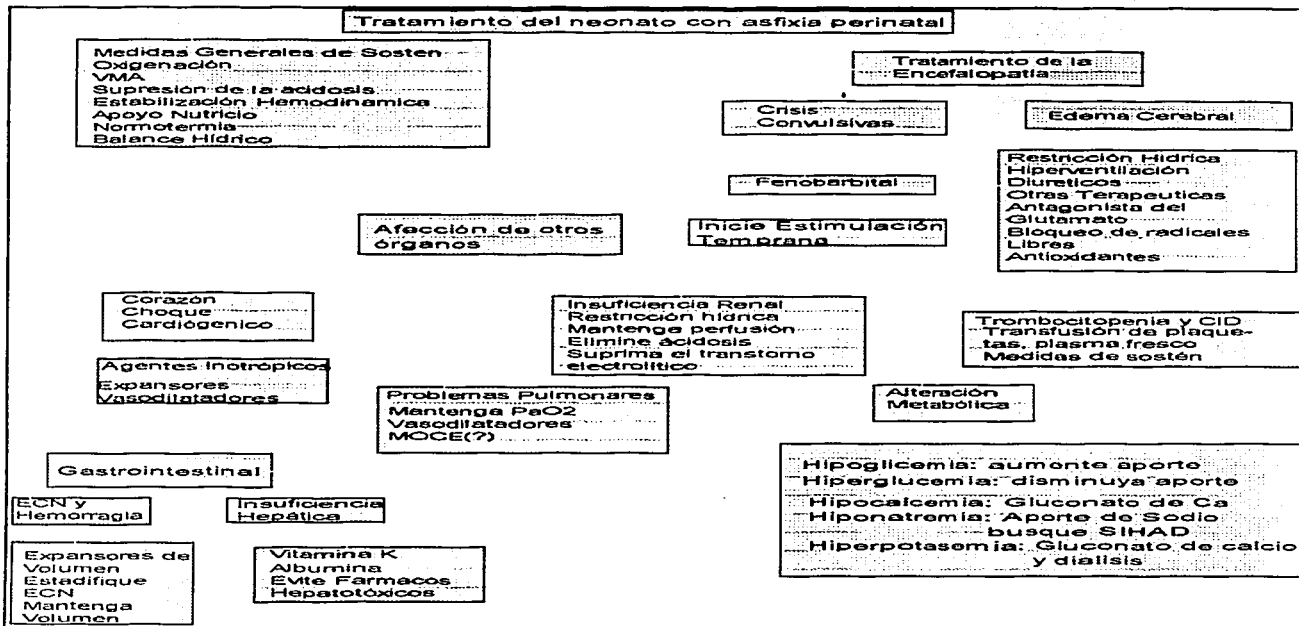 Tratamiento del neonato con asfixia perinatal
Medidas Generales de Sosten
Oxigenación
VMA
Supresión de la acidosis
Estabilización Hemodinamica
Apoyo Nutricio
Normotermia
Balance Hídrico
Tratamiento de la
Encefalopatía
Crisis
Convulsivas
Edema Cerebral
Fenobarbital
Restricción Hídrica
Hiperventilación
Diureticos
Otras Terapeuticas
Antagonista del
Glutamato
Bloqueo de radicales
Libres
Antioxidantes
Inicie Estimulación
Temprana
Afección de otros
órganos
Corazón
Choque
Cardiógenico
Agentes Inotrópicos
Expansores
Vasodilatadores
Insuficiencia Renal
Restricción hídrica
Mantenga perfusión
Elimine ácidosis
Suprima el transtorno
electrolítico
Trombocitopenia y CID
Transfusión de plaque-
tas, plasma fresco
Medidas de sostén
Problemas Pulmonares
Mantenga PaO2
Vasodilatadores
MOCE(?)
Alteración
Metabólica
Gastrointestinal
ECN y
Hemorragia
Insuficiencia
Hepática
Expansores de
Volumen
Estadifique
ECN
Mantenga
Volumen
Vitamina K
Albumina
Evite Farmacos
Hepatotóxicos
Hipoglicemia: aumente aporte
Hiperglucemia: disminuya aporte
Hipocalcemia: Gluconato de Ca
Hiponatremia: Aporte de Sodio
busque SIHAD
Hiperpotasemia: Gluconato de calcio
y dialisis